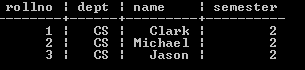 rollno | dept | name | semester
1 | CS | Clark | 2
2 | CS | Michael | 2
3 | CS | Jason | 2